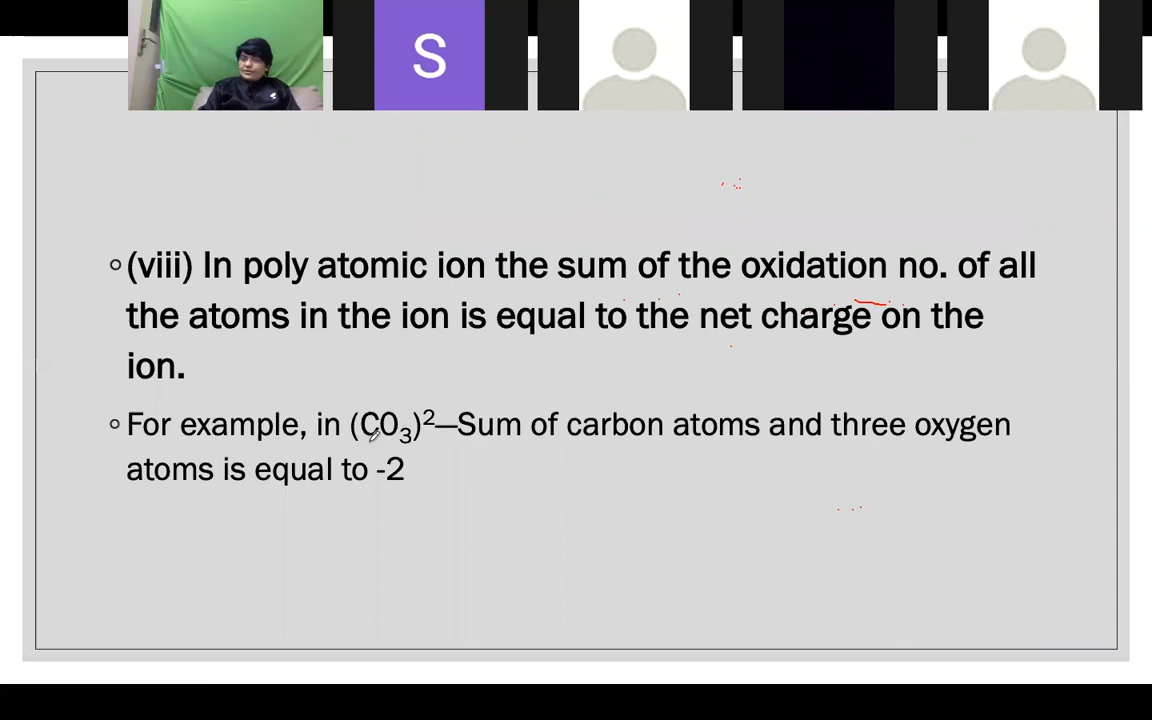 S
(viii) In poly atomic ion the sum of the oxidation no. of all
the atoms in the ion is equal to the net charge on the
ion.
For example, in (CO₃)²—Sum of carbon atoms and three oxygen
atoms is equal to -2